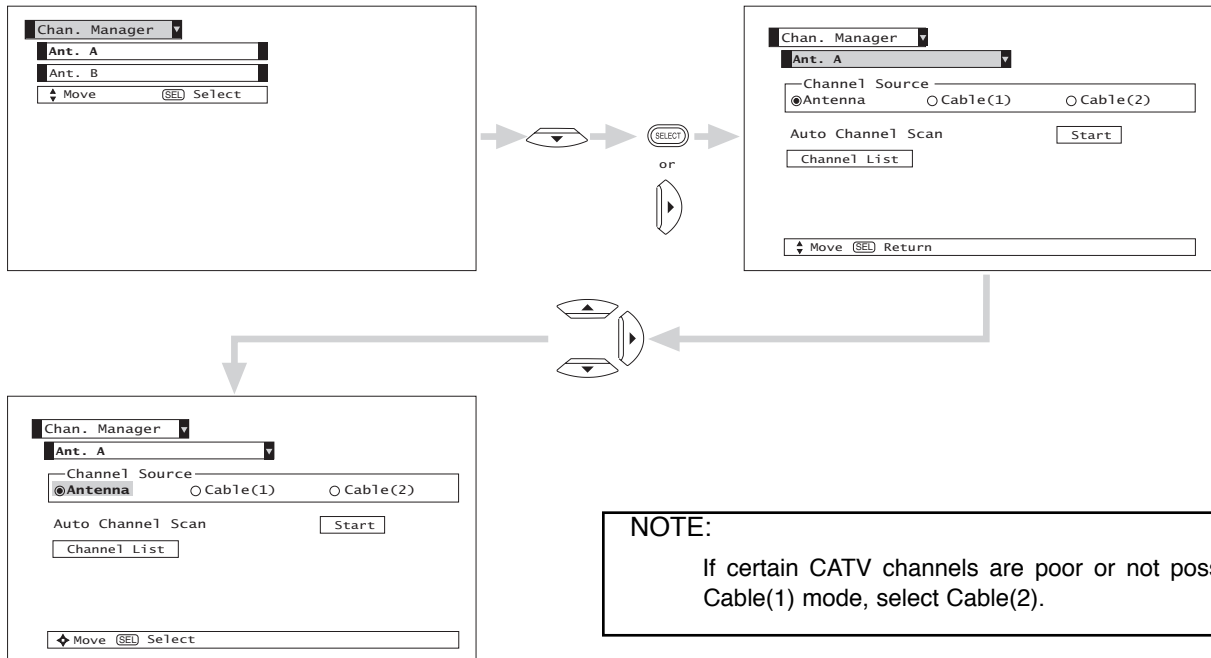 Chan. Manager
Ant. A
Ant. B
Move SEL Select
SELECT
or
Chan. Manager
Ant. A
Channel Source
Antenna Cable(1) Cable(2)
Auto Channel Scan Start
Channel List
Move SEL Return
Chan. Manager
Ant. A
Channel Source
Antenna Cable(1) Cable(2)
Auto Channel Scan Start
Channel List
Move SEL Select
NOTE:
If certain CATV channels are poor or not
Cable(1) mode, select Cable(2).